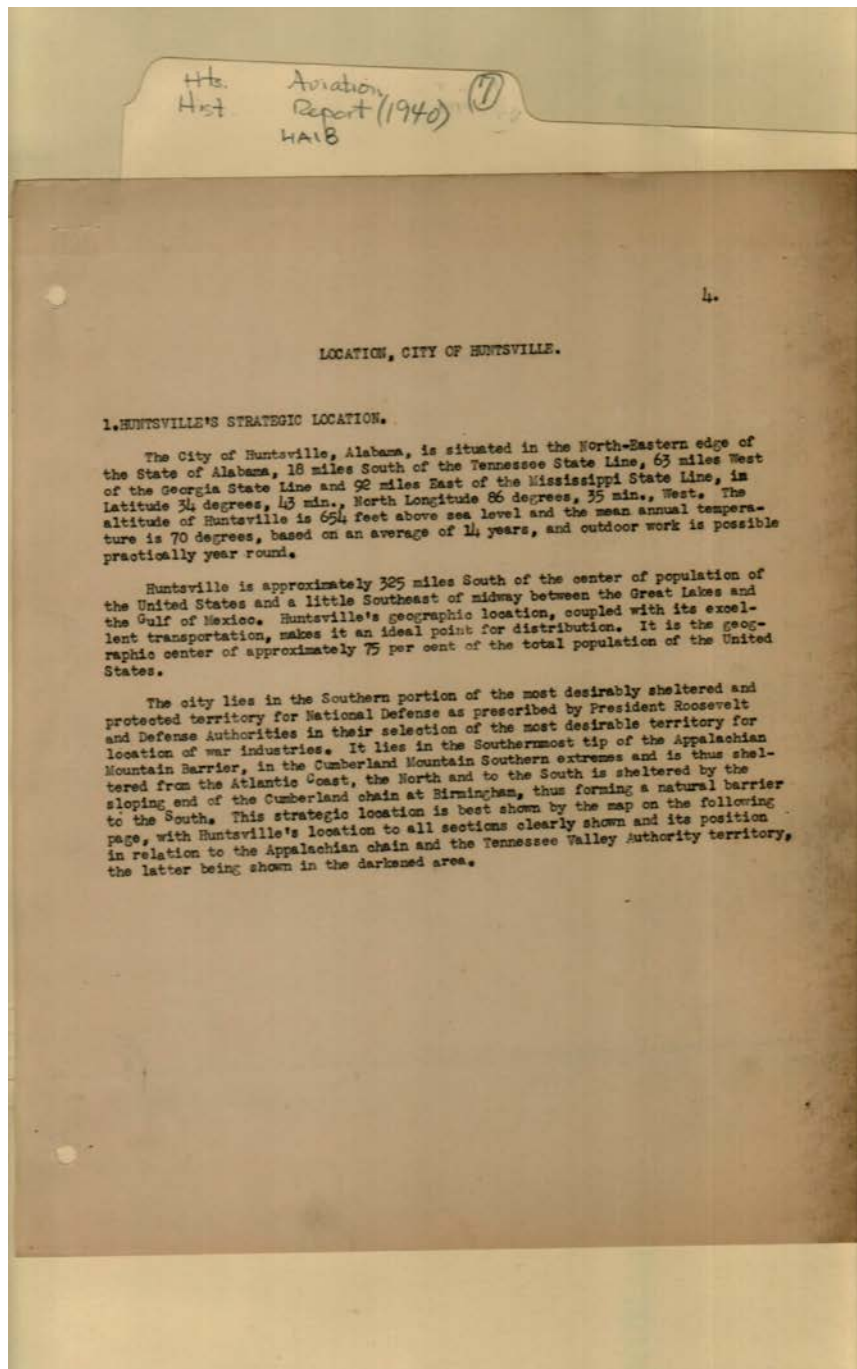 Hts. Aviation (7)
Hist Report (1940)
HAIB
4.
LOCATION, CITY OF HUNTSVILLE.
1.HUNTSVILLE'S STRATEGIC LOCATION.
The City of Huntsville, Alabama, is situated in the North-Eastern edge of
the State of Alabama, 18 miles South of the Tennessee State Line, 63 miles West
of the Georgia State Line and 92 miles East of the Mississippi State Line, in
Latitude 34 degrees, 43 min., North Longitude 86 degrees, 35 min., West. The
altitude of Huntsville is 654 feet above sea level and the mean annual tempera-
ture is 70 degrees, based on an average of 14 years, and outdoor work is possible
practically year round.
Huntsville is approximately 325 miles South of the center of population of
the United States and a little Southeast of midway between the Great Lakes and
the Gulf of Mexico. Huntsville's geographic location, coupled with its excel-
lent transportation, makes it an ideal point for distribution. It is the geog-
raphic center of approximately 75 per cent of the total population of the United
States.
The city lies in the Southern portion of the most desirably sheltered and
protected territory for National Defense as prescribed by President Roosevelt
and Defense Authorities in their selection of the most desirable territory for
location of war industries. It lies in the Southernmost tip of the Appalachian
Mountain Barrier, in the Cumberland Mountain Southern extremes and is thus shel-
tered from the Atlantic Coast, the North and to the South is sheltered by the
sloping end of the Cumberland chain at Birmingham, thus forming a natural barrier
to the South. This strategic location is best shown by the map on the following
page, with Huntsville's location to all sections clearly shown and its position
in relation to the Appalachian chain and the Tennessee Valley Authority territory,
the latter being shown in the darkened area.